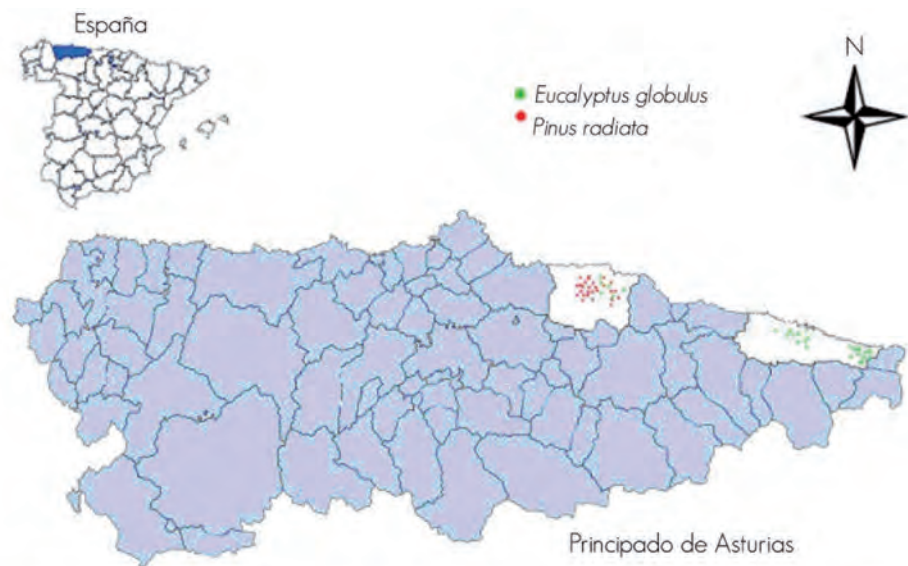 España
N
Eucalyptus globulus
Pinus radiata
Principado de Asturias